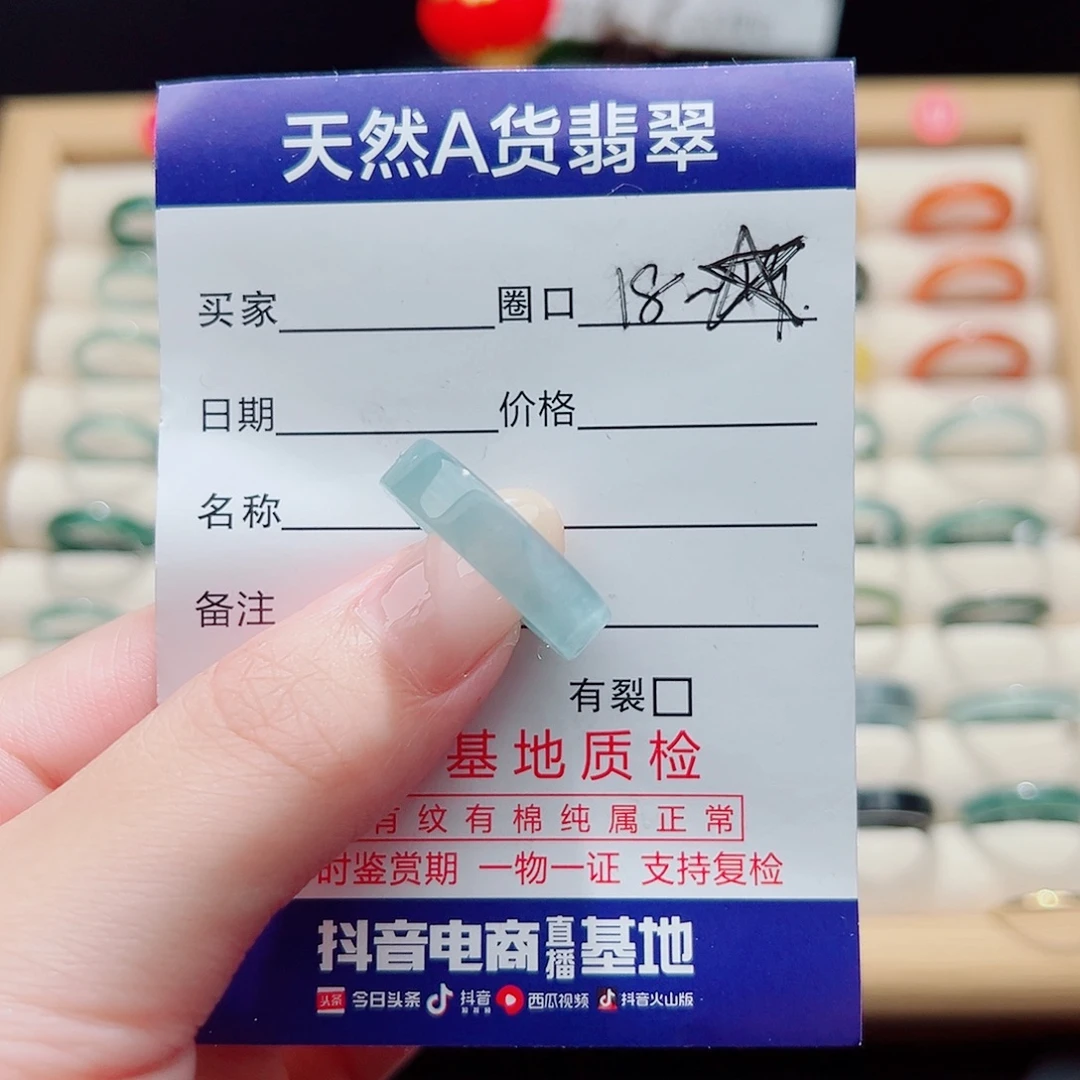 天然A货翡翠
买家 圈口 18~
日期 价格
名称
备注
有裂
基地质检
有纹有棉纯属正常
时鉴赏期 一物一证 支持复检
抖音电商直播基地
头条 今日头条 抖音 西瓜视频 抖音火山版